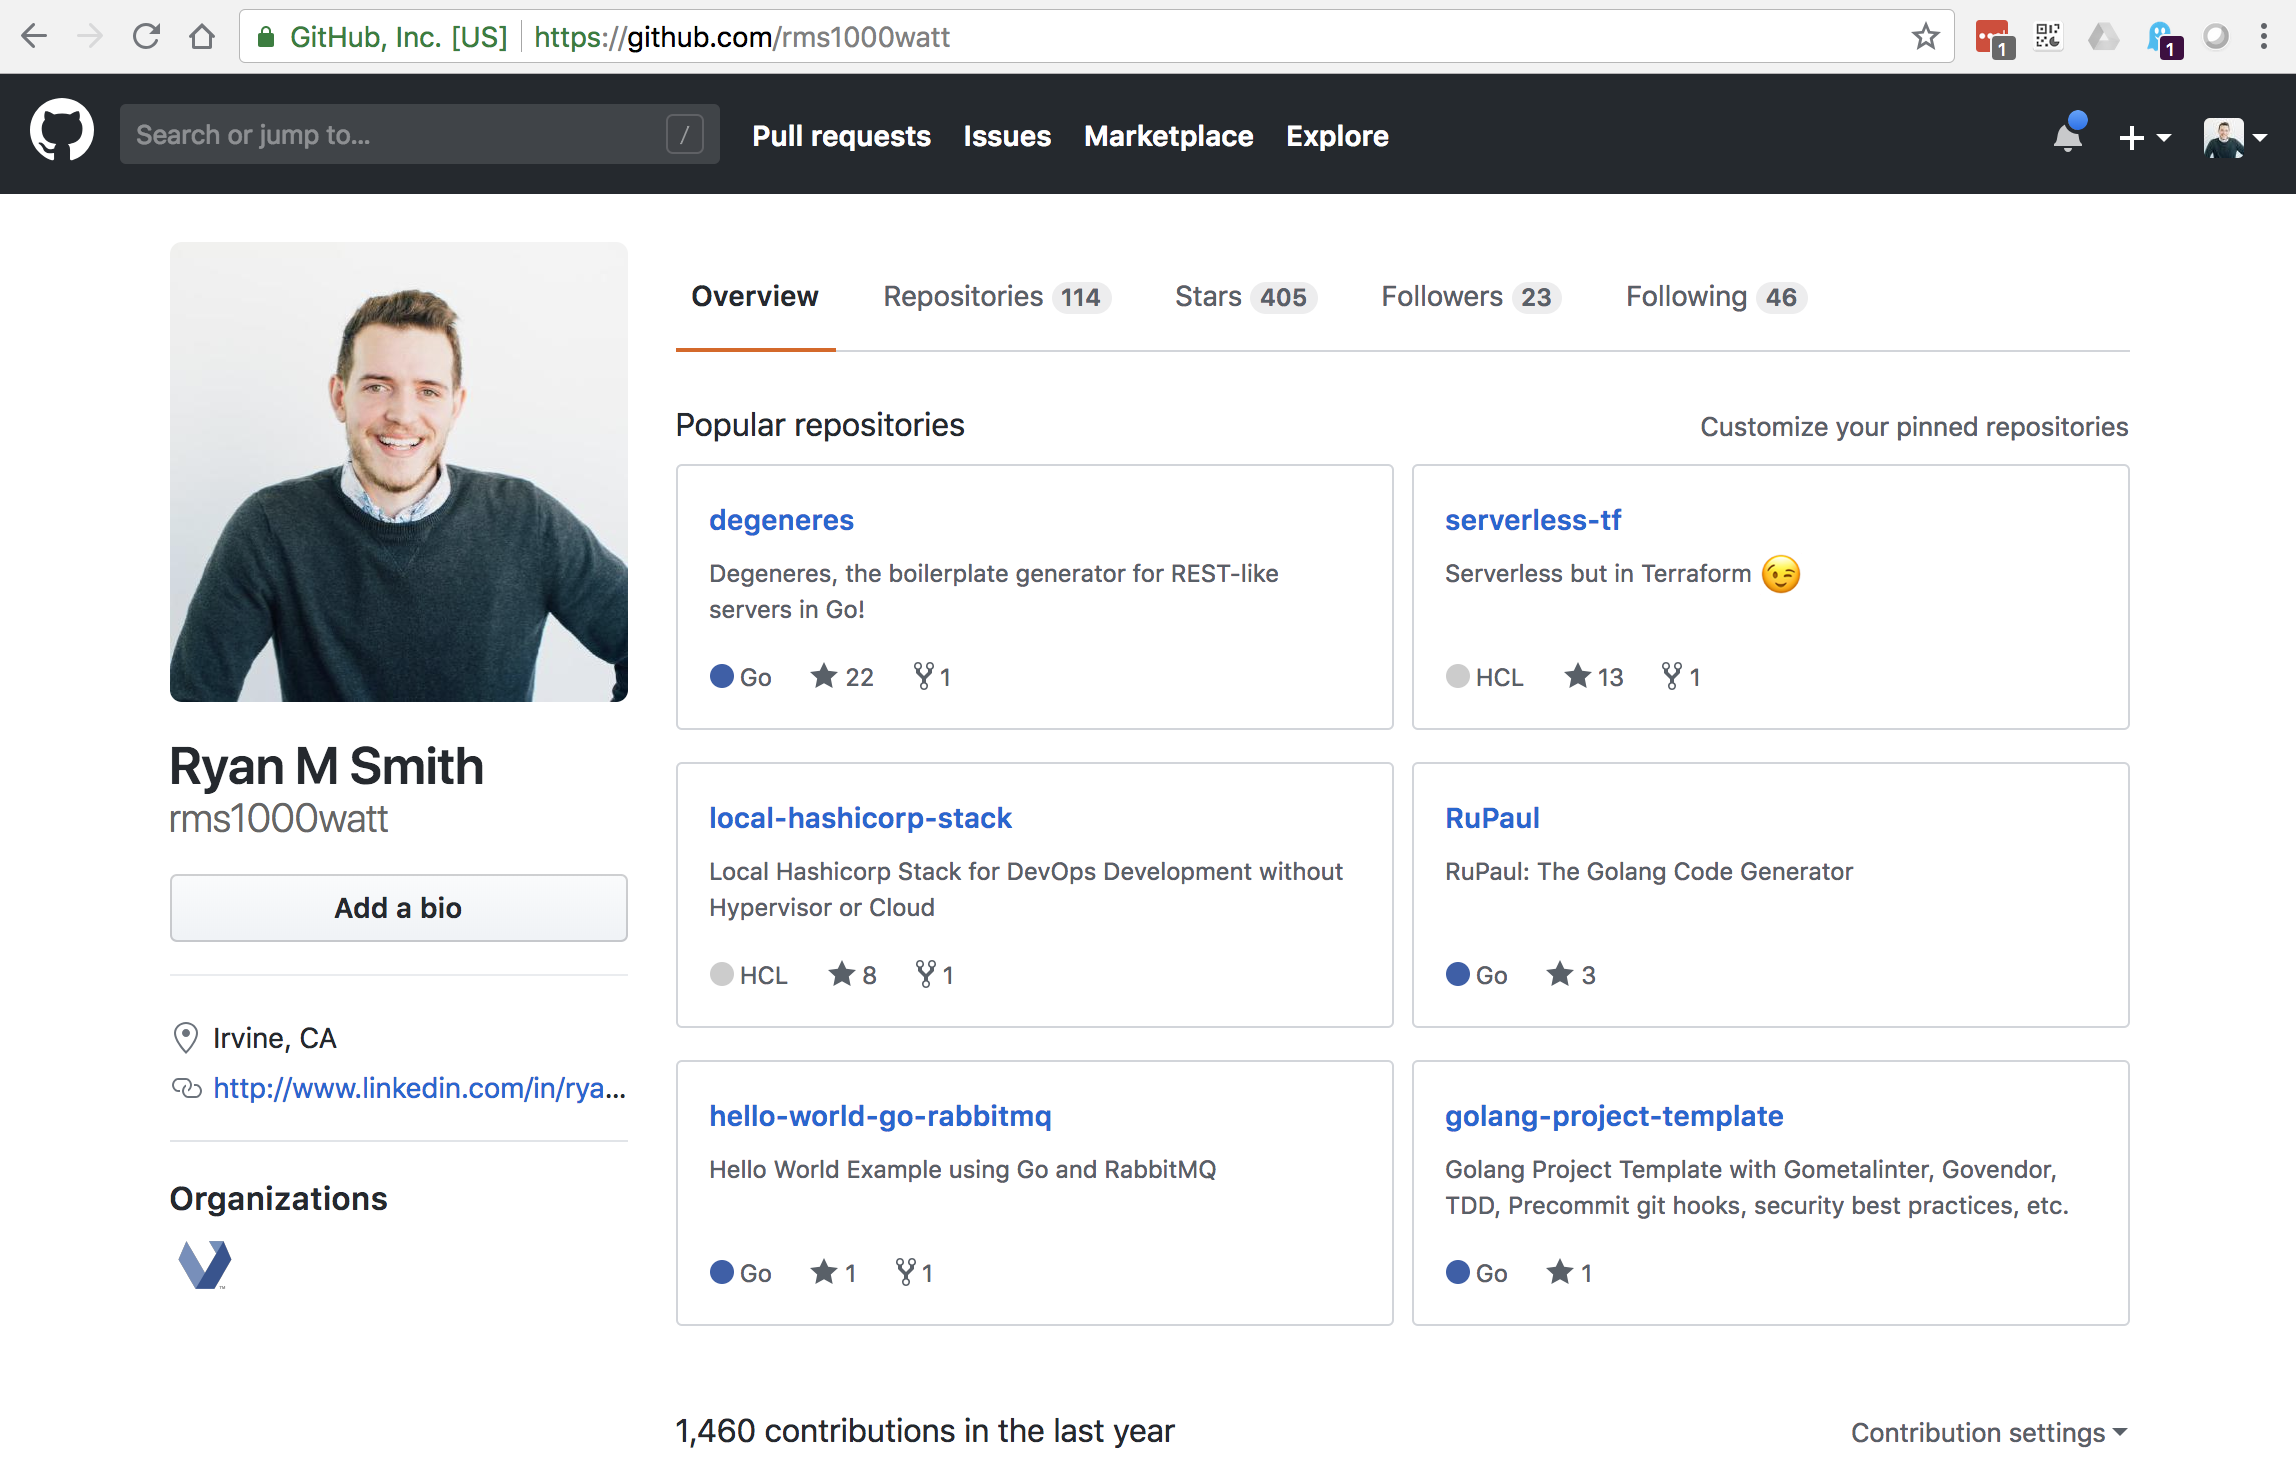 GitHub, Inc. [US] https://github.com/rms1000watt
1
1
Search or jump to... /
Pull requests Issues Marketplace Explore
Overview Repositories 114 Stars 405 Followers 23 Following 46
Popular repositories Customize your pinned repositories
degeneres
Degeneres, the boilerplate generator for REST-like
servers in Go!
Go 22 1
serverless-tf
Serverless but in Terraform 😉
HCL 13 1
Ryan M Smith
rms1000watt
Add a bio
Irvine, CA
http://www.linkedin.com/in/rya...
Organizations
local-hashicorp-stack
Local Hashicorp Stack for DevOps Development without
Hypervisor or Cloud
HCL 8 1
RuPaul
RuPaul: The Golang Code Generator
Go 3
hello-world-go-rabbitmq
Hello World Example using Go and RabbitMQ
Go 1 1
golang-project-template
Golang Project Template with Gometalinter, Govendor,
TDD, Precommit git hooks, security best practices, etc.
Go 1
1,460 contributions in the last year Contribution settings